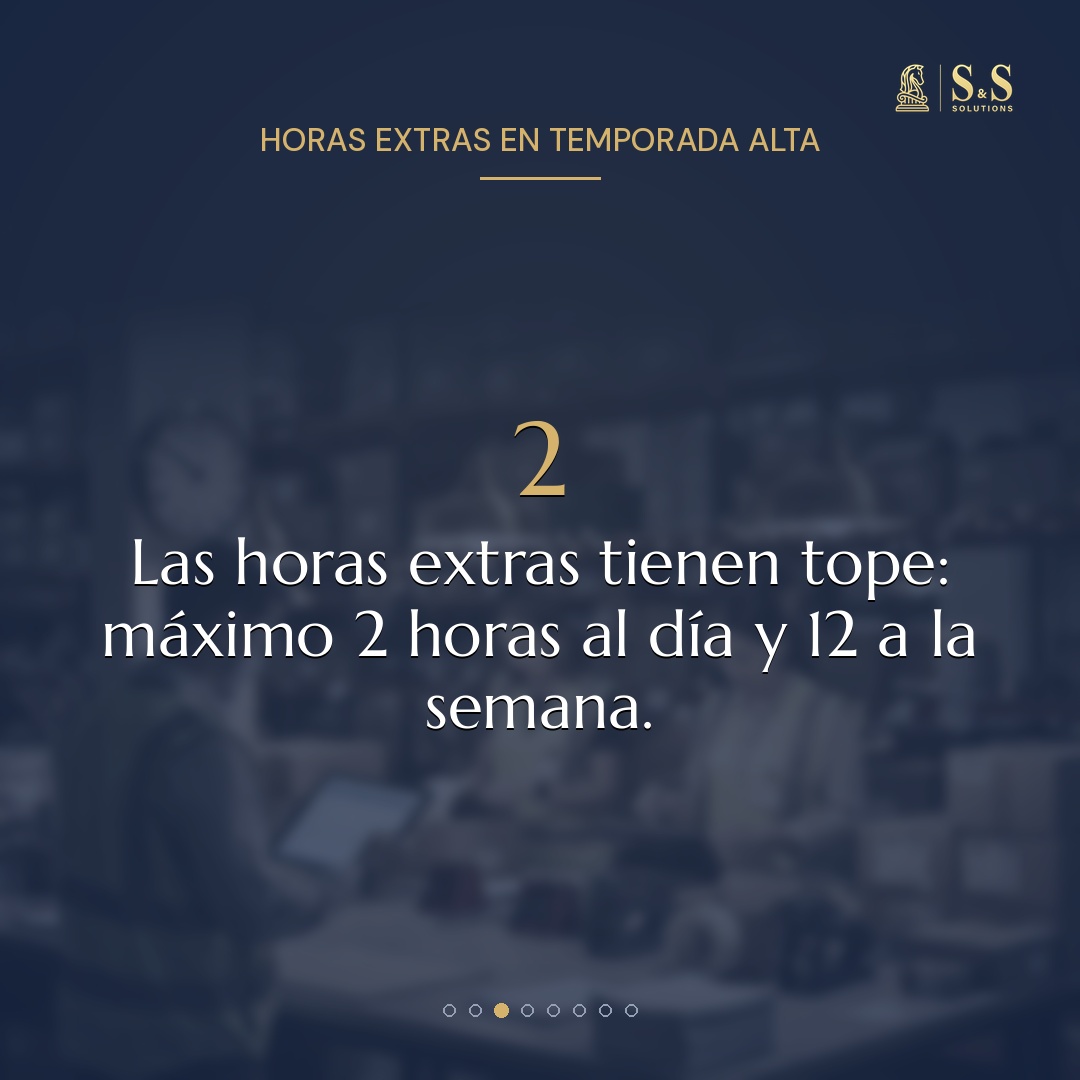 S&S
SOLUTIONS
HORAS EXTRAS EN TEMPORADA ALTA
2
Las horas extras tienen tope:
máximo 2 horas al día y 12 a la
semana.